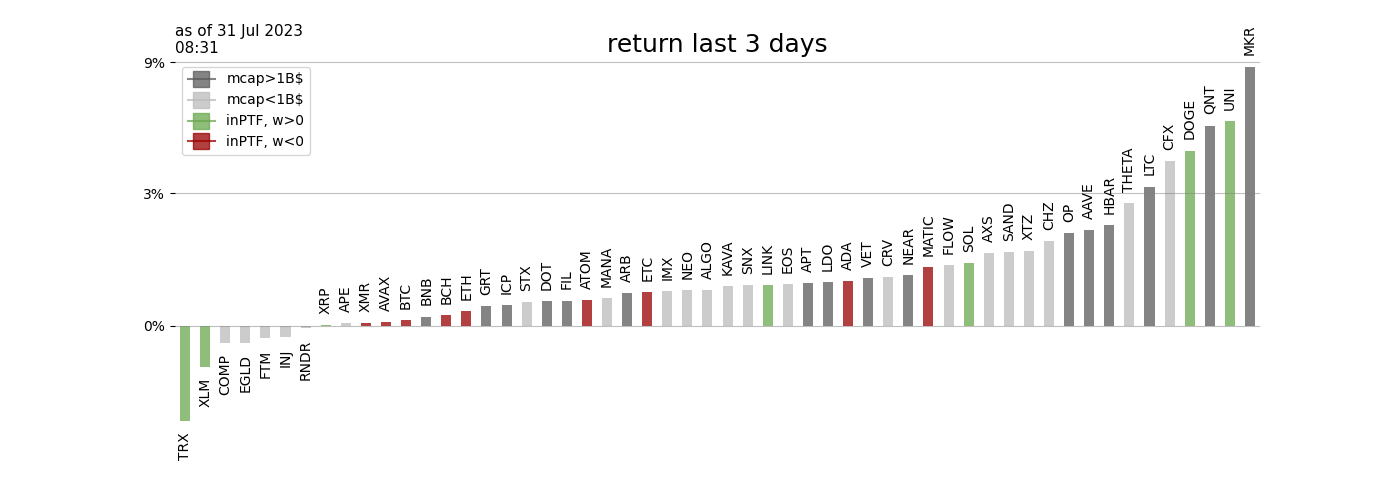 as of 31 Jul 2023
08:31
return last 3 days
9%
3%
0%
mcap>1B$
mcap<1B$
inPTF, w>0
inPTF, w<0
TRX
XLM
COMP
EGLD
FTM
INJ
RNDR
XRP
APE
XMR
AVAX
BTC
BNB
BCH
ETH
GRT
ICP
STX
DOT
FIL
ATOM
MANA
ARB
ETC
IMX
NEO
ALGO
KAVA
SNX
LINK
EOS
APT
LDO
ADA
VET
CRV
NEAR
MATIC
FLOW
SOL
AXS
SAND
XTZ
CHZ
OP
AAVE
HBAR
THETA
LTC
CFX
DOGE
QNT
UNI
MKR